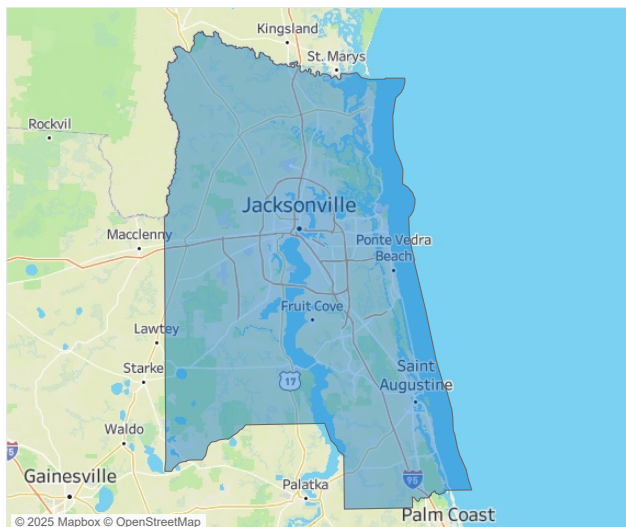 Kingsland
St. Marys
Rockvil
Jacksonville
Macclenny
Ponte Vedra
Beach
Fruit Cove
Lawtey
Starke
17
Saint
Augustine
Waldo
5
Gainesville
Palatka
95
Palm Coast
© 2025 Mapbox © OpenStreetMap